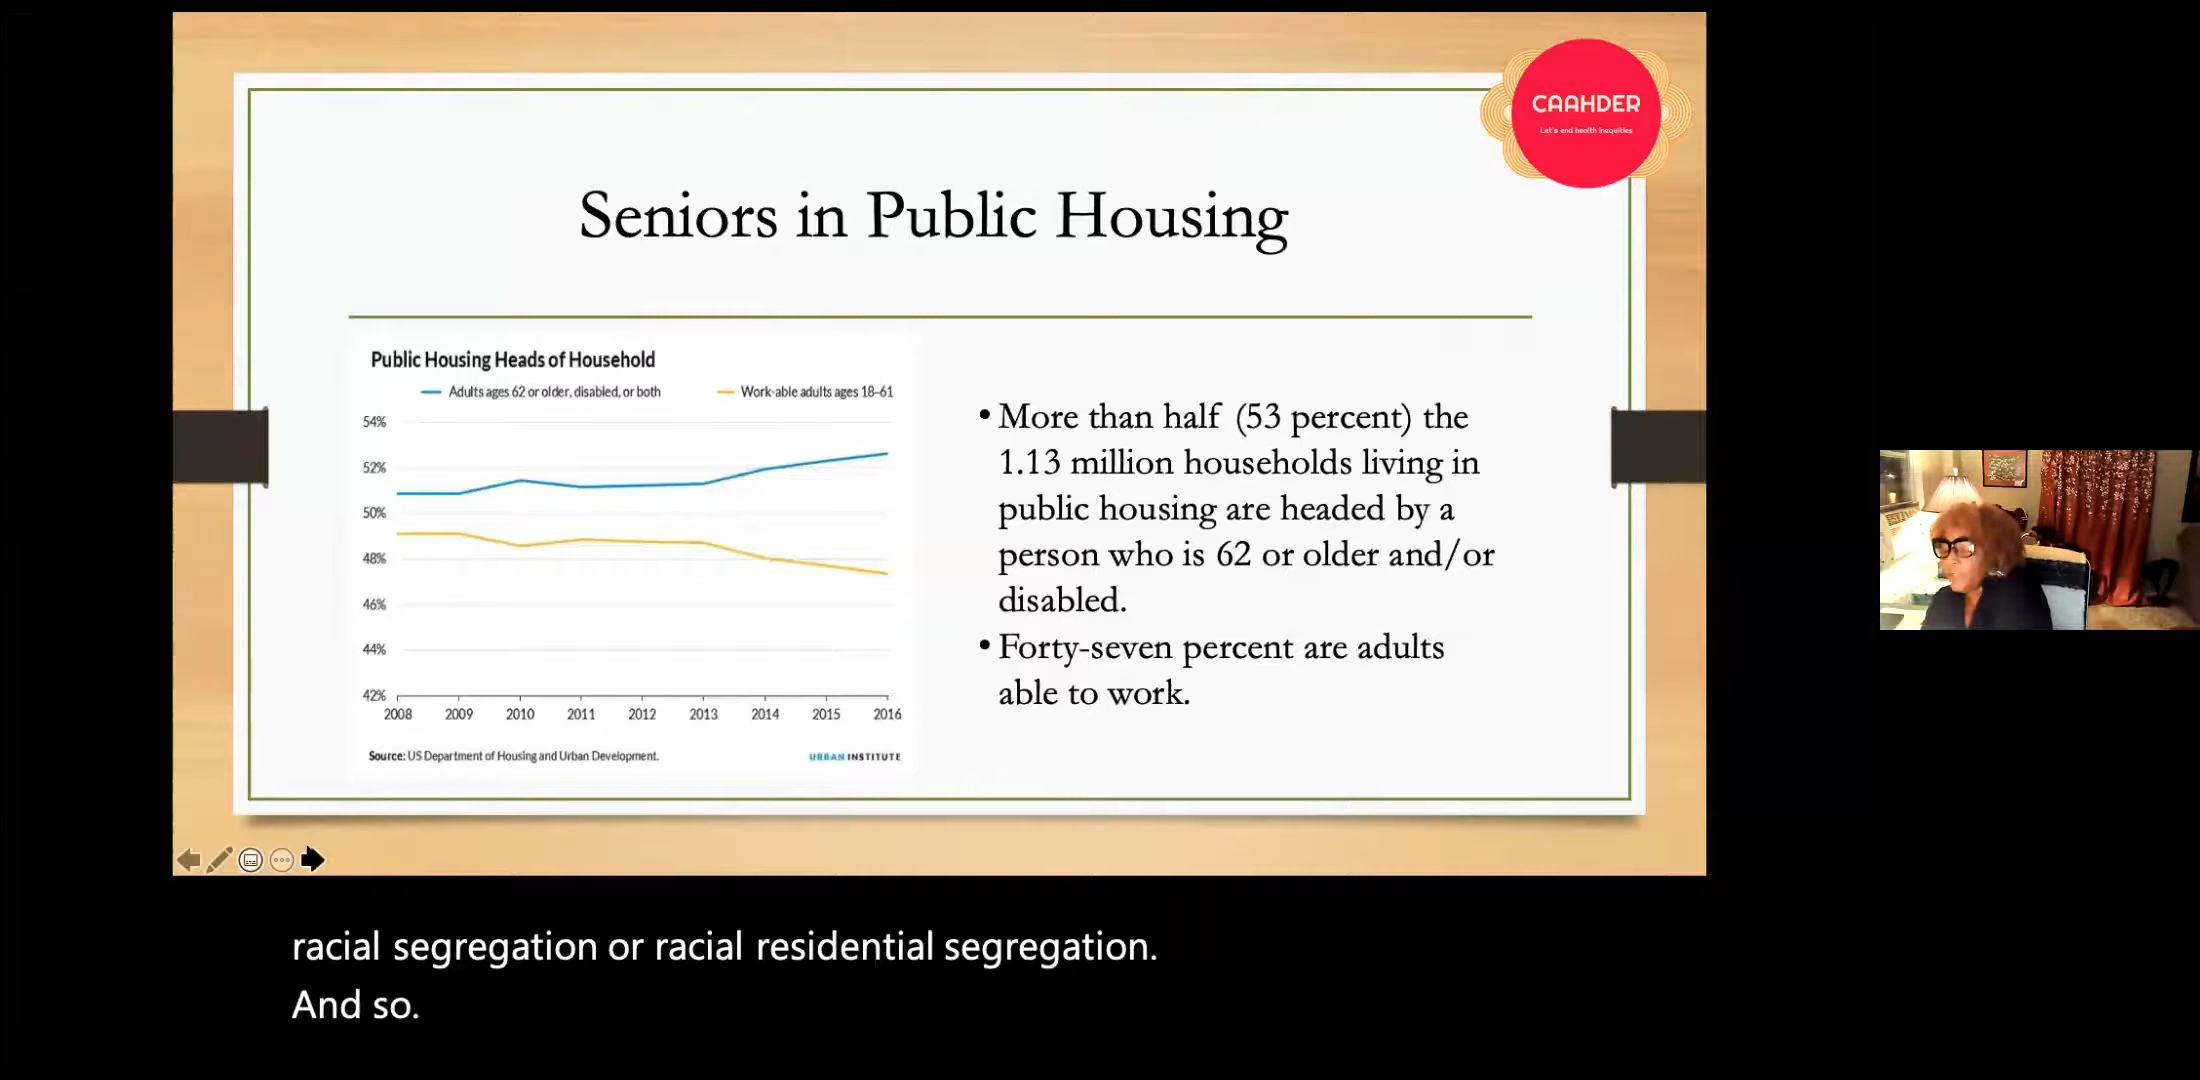 CAAHDER
Let's end health inequities
Seniors in Public Housing
Public Housing Heads of Household
Adults ages 62 or older, disabled, or both
Work-able adults ages 18–61
54%
52%
50%
48%
46%
44%
42%
2008 2009 2010 2011 2012 2013 2014 2015 2016
Source: US Department of Housing and Urban Development.
URBAN INSTITUTE
• More than half (53 percent) the
1.13 million households living in
public housing are headed by a
person who is 62 or older and/or
disabled.
• Forty-seven percent are adults
able to work.
racial segregation or racial residential segregation.
And so.